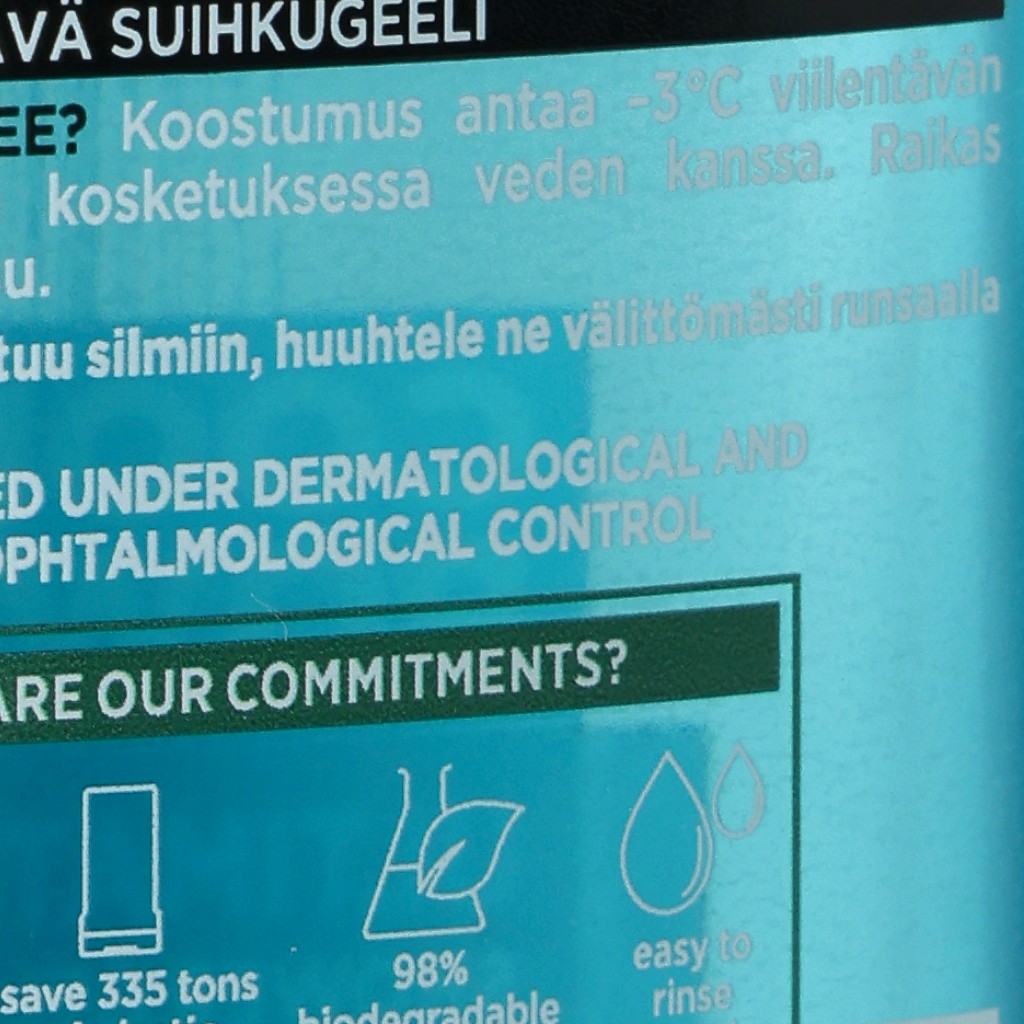 ÄVÄ SUIHKUGEELI
EE? Koostumus antaa -3°C viilentävän
kosketuksessa veden kanssa. Raikas
u.
tuu silmiin, huuhtele ne välittömästi runsaalla
ED UNDER DERMATOLOGICAL AND
OPHTALMOLOGICAL CONTROL
ARE OUR COMMITMENTS?
save 335 tons
98%
biodegradable
easy to
rinse